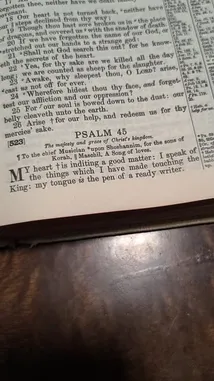 gotten thee, neither have we dealt
18 Our heart is not turned back, "neither have
steps declined from thy way;
19 Though thou hast sore broken us in "the place
dragons, and covered us "with the shadow of death.
20 If we have forgotten the name of our God, or
stretched out our hands to a strange god;
21 "Shall not God search this out? for he know-
the secrets of the heart.
22 "Yea, for thy sake are we killed all the day
long; we are counted as sheep for the slaughter.
23 "Awake, why sleepest thou, O Lord? arise,
cast us not off for ever.
24 "Wherefore hidest thou thy face, and forget-
test our affliction and our oppression?
25 For our soul is bowed down to the dust: our
belly cleaveth unto the earth.
26 Arise †for our help, and redeem us for thy
mercies' sake.
PSALM 45
523
The majesty and grace of Christ's kingdom.
¶ To the chief Musician "upon Shoshannim, for the sons of
Korah, ‖ Maschil, A Song of loves.
MY heart †is inditing a good matter: I speak of
the things which I have made touching the
King: my tongue is the pen of a ready writer.